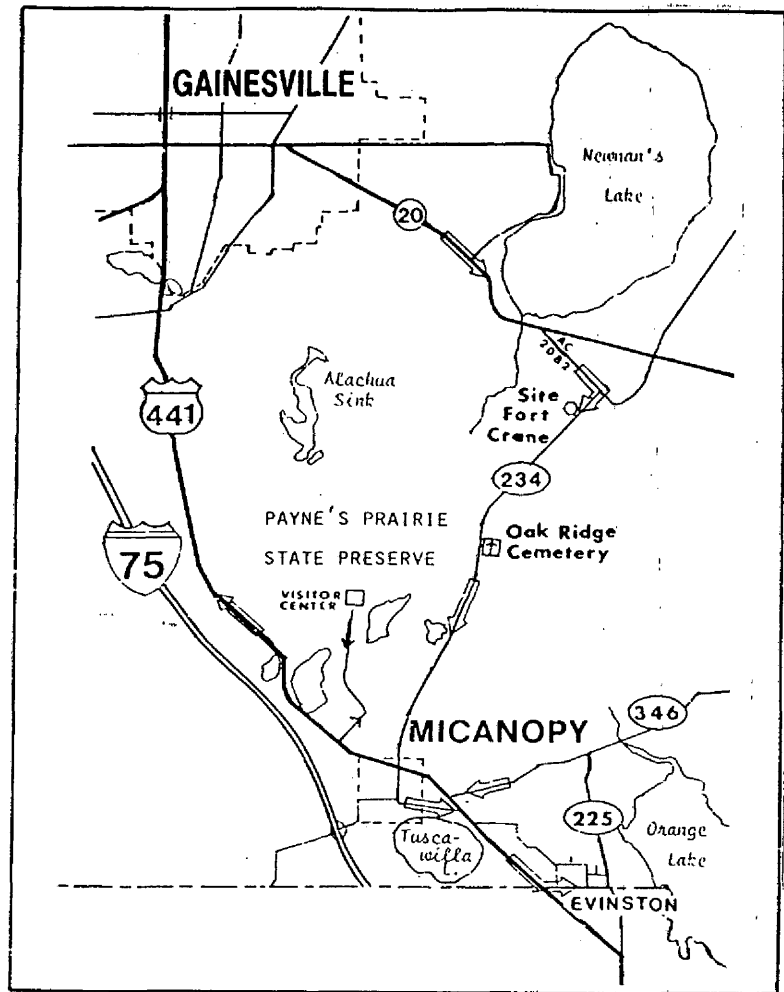 GAINESVILLE
Newnan's
Lake
20
AC
2082
Alachua
Sink
441
Site
Fort
Crane
234
PAYNE'S PRAIRIE
STATE PRESERVE
75
Oak Ridge
Cemetery
VISITOR
CENTER
346
MICANOPY
225
Orange
Lake
Tusca-
willa
EVINSTON